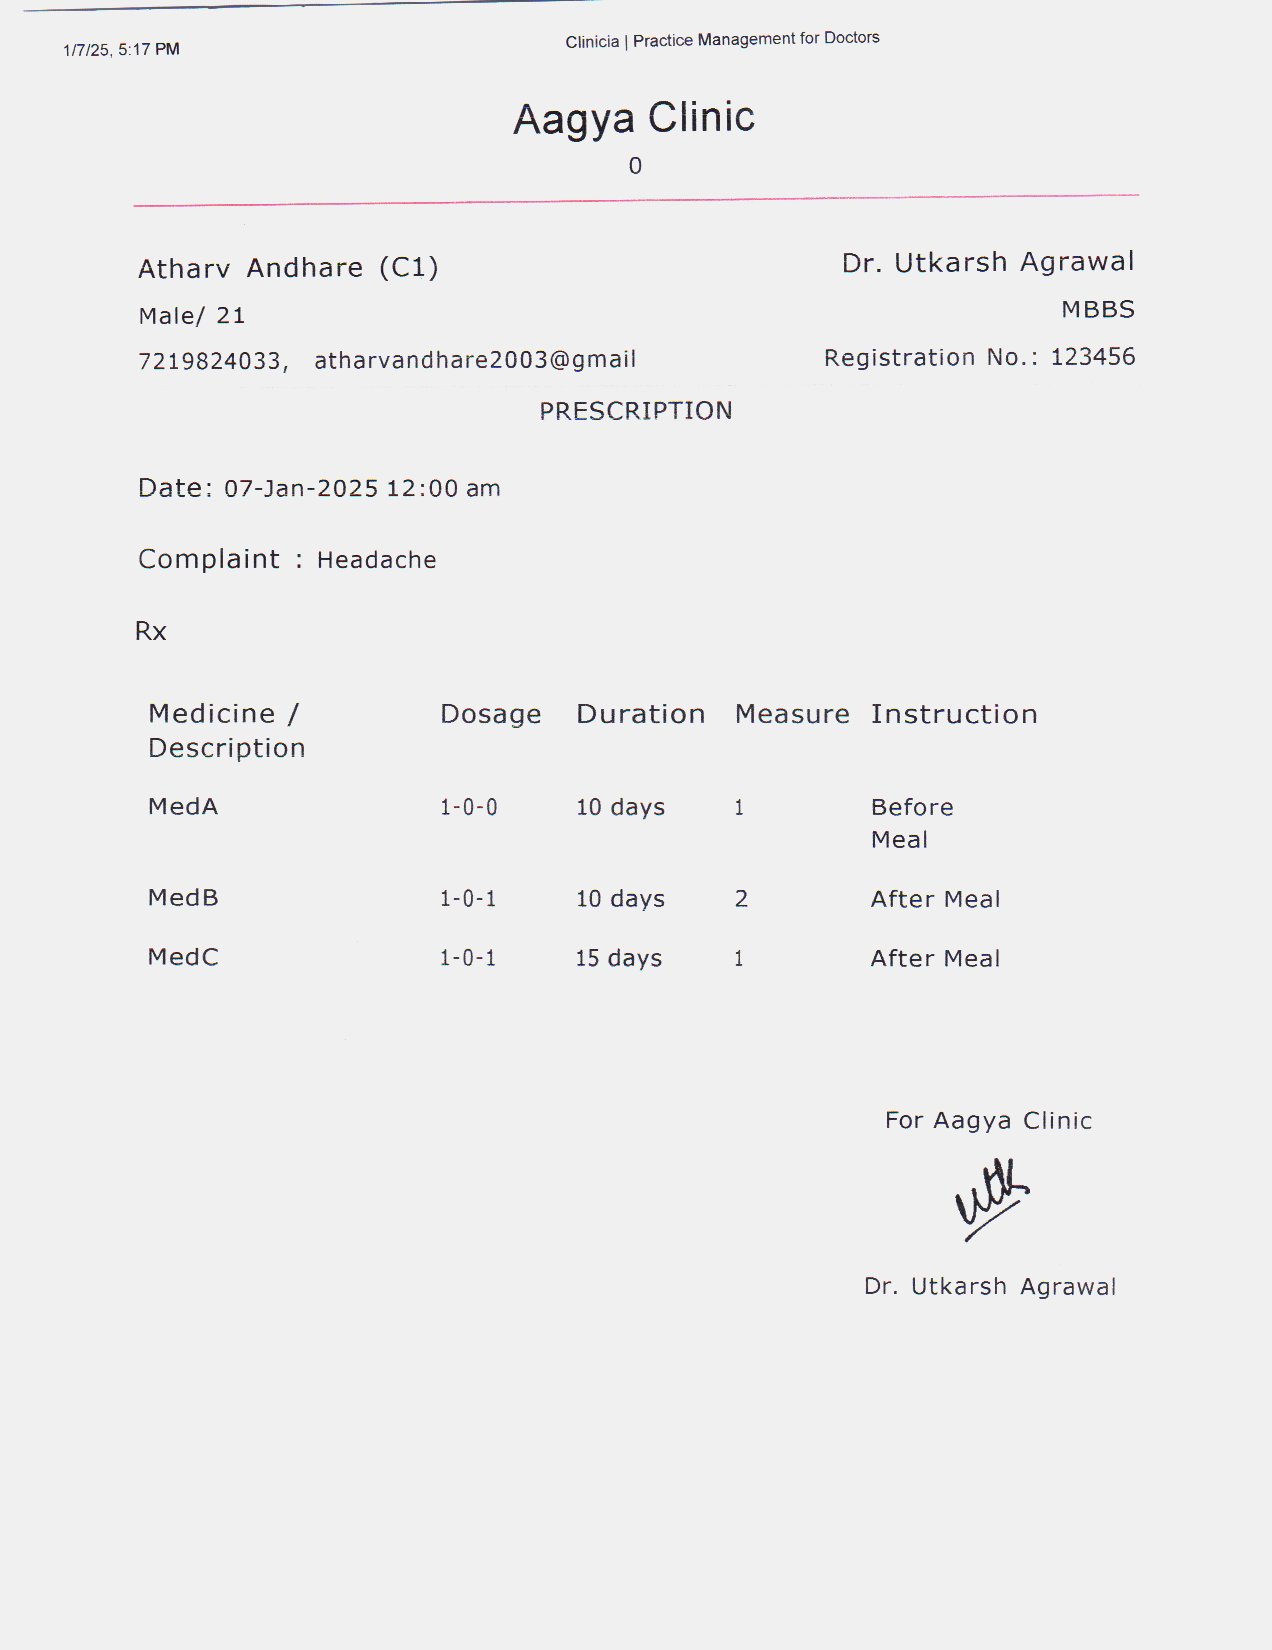 1/7/25, 5:17 PM
Clinicia | Practice Management for Doctors
Aagya Clinic
0
Atharv Andhare (C1)
Dr. Utkarsh Agrawal
Male/ 21
MBBS
7219824033, atharvandhare2003@gmail
Registration No.: 123456
PRESCRIPTION
Date: 07-Jan-2025 12:00 am
Complaint : Headache
Rx
Medicine / Dosage Duration Measure Instruction
Description
MedA 1-0-0 10 days 1 Before
Meal
MedB 1-0-1 10 days 2 After Meal
MedC 1-0-1 15 days 1 After Meal
For Aagya Clinic
utk
Dr. Utkarsh Agrawal